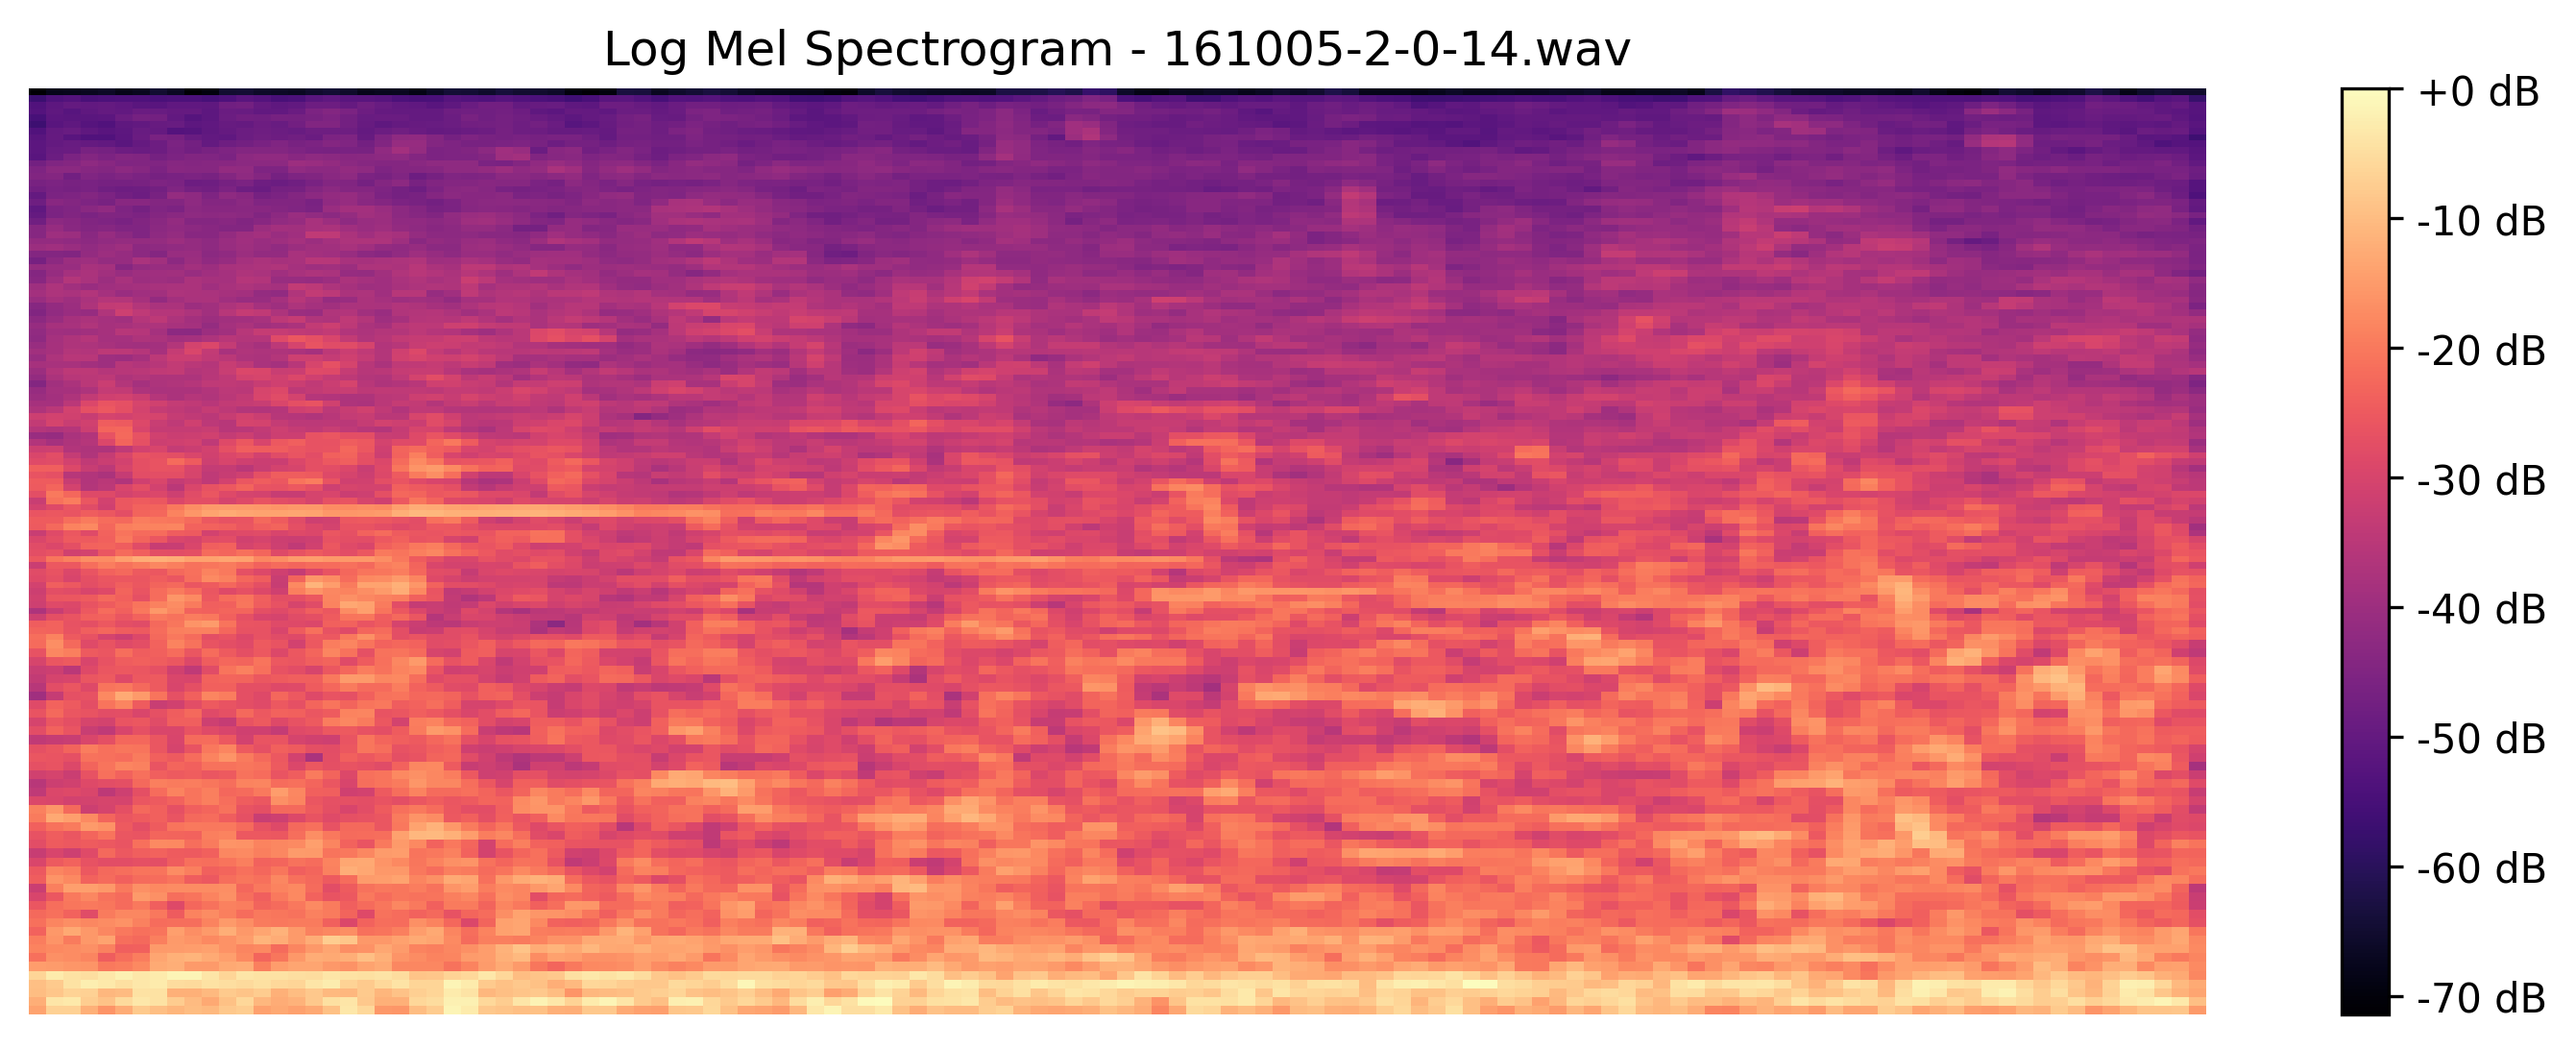 Log Mel Spectrogram - 161005-2-0-14.wav
+0 dB
-10 dB
-20 dB
-30 dB
-40 dB
-50 dB
-60 dB
-70 dB